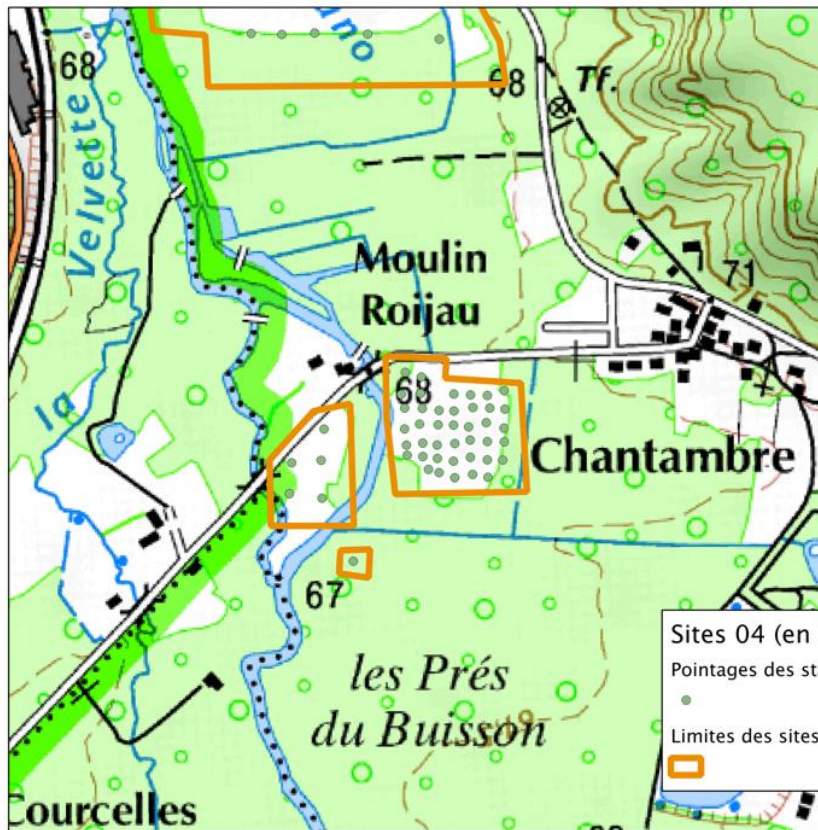 68
Velvette
la
68
Tf.
71
Moulin
Roijau
68
Chantambre
67
les Prés
du Buisson
Courcelles
Sites 04 (en
Pointages des st
Limites des sites